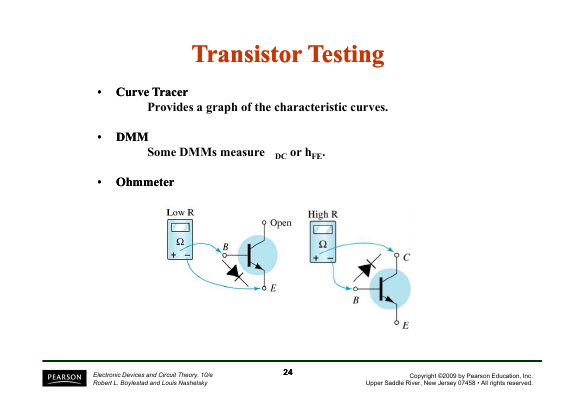 Transistor Testing
• Curve Tracer
Provides a graph of the characteristic curves.
• DMM
Some DMMs measure DC or hFE.
• Ohmmeter
Low R
Ω
+ −
Open
B
E
High R
Ω
+ −
C
B
E
PEARSON
Electronic Devices and Circuit Theory, 10/e
Robert L. Boylestad and Louis Nashelsky
24
Copyright ©2009 by Pearson Education, Inc.
Upper Saddle River, New Jersey 07458 • All rights reserved.